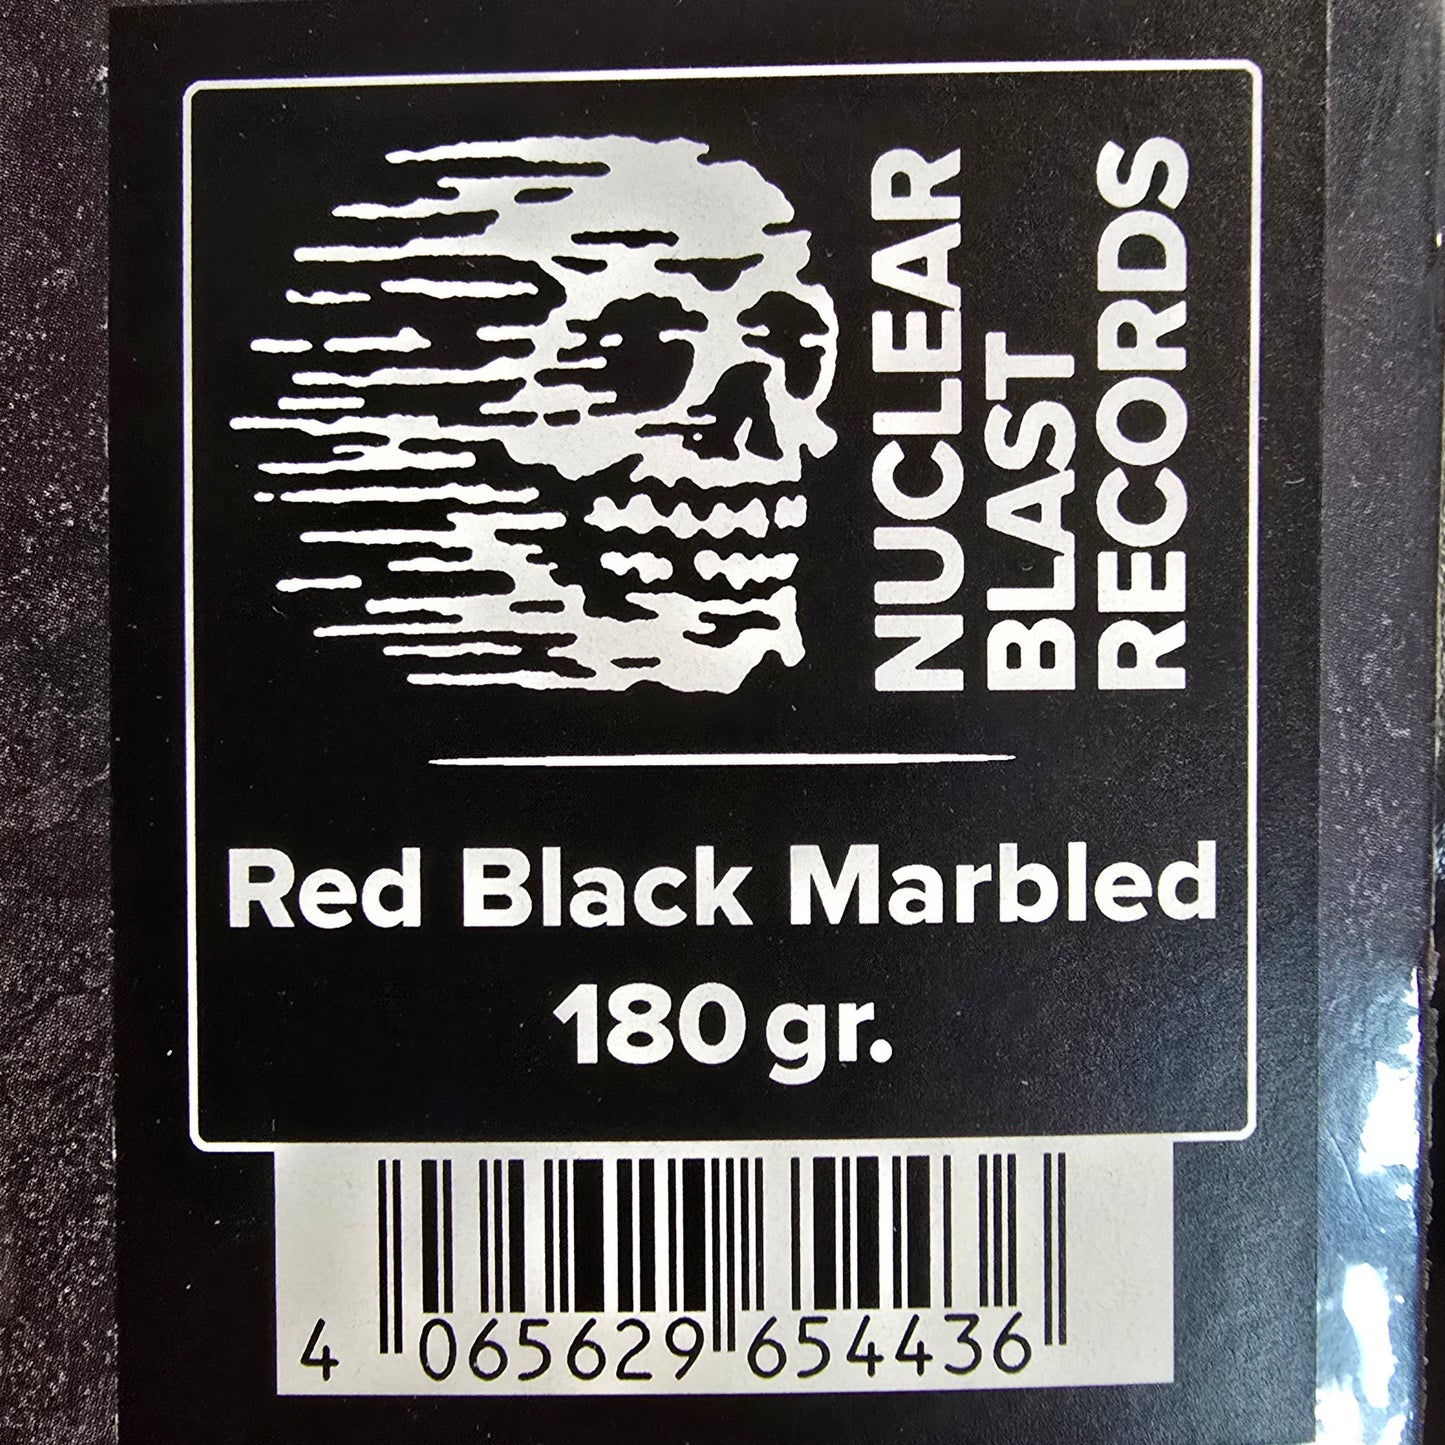 NUCLEAR
BLAST
RECORDS
Red Black Marbled
180 gr.
4 065629 654436